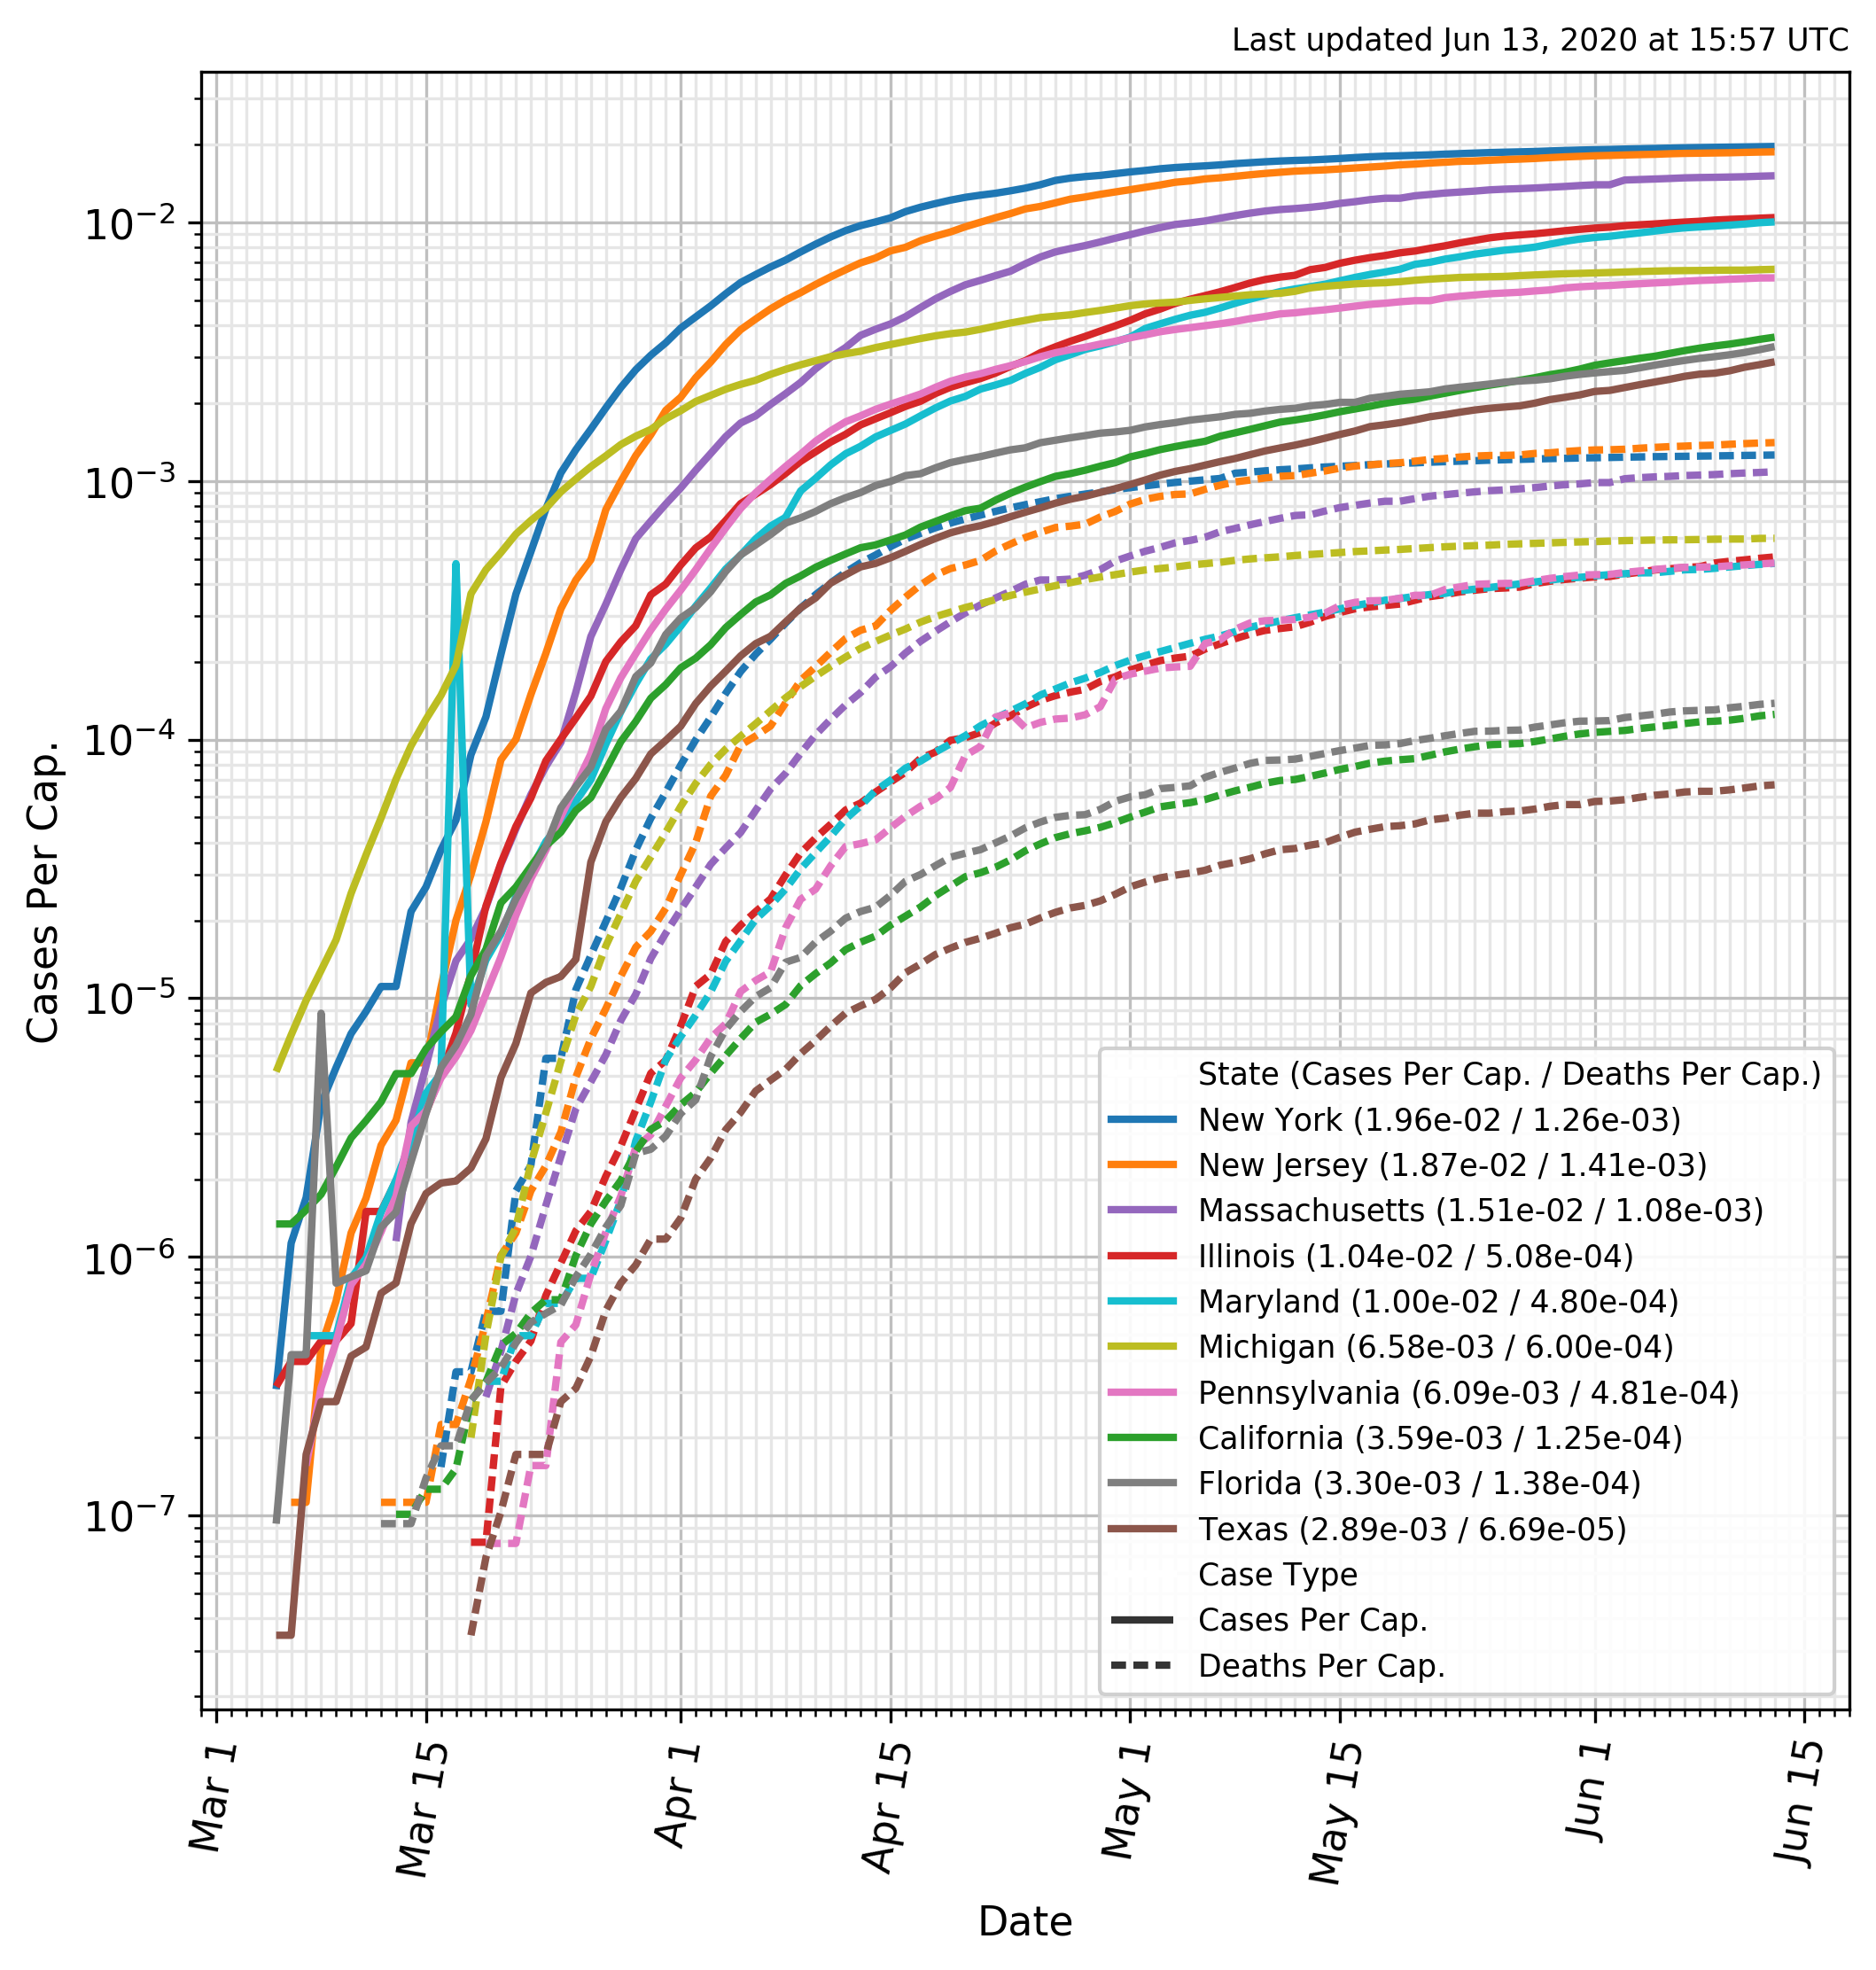 Last updated Jun 13, 2020 at 15:57 UTC
Cases Per Cap.
10⁻²
10⁻³
10⁻⁴
10⁻⁵
10⁻⁶
10⁻⁷
State (Cases Per Cap. / Deaths Per Cap.)
New York (1.96e-02 / 1.26e-03)
New Jersey (1.87e-02 / 1.41e-03)
Massachusetts (1.51e-02 / 1.08e-03)
Illinois (1.04e-02 / 5.08e-04)
Maryland (1.00e-02 / 4.80e-04)
Michigan (6.58e-03 / 6.00e-04)
Pennsylvania (6.09e-03 / 4.81e-04)
California (3.59e-03 / 1.25e-04)
Florida (3.30e-03 / 1.38e-04)
Texas (2.89e-03 / 6.69e-05)
Case Type
Cases Per Cap.
Deaths Per Cap.
Mar 1
Mar 15
Apr 1
Apr 15
May 1
May 15
Jun 1
Jun 15
Date